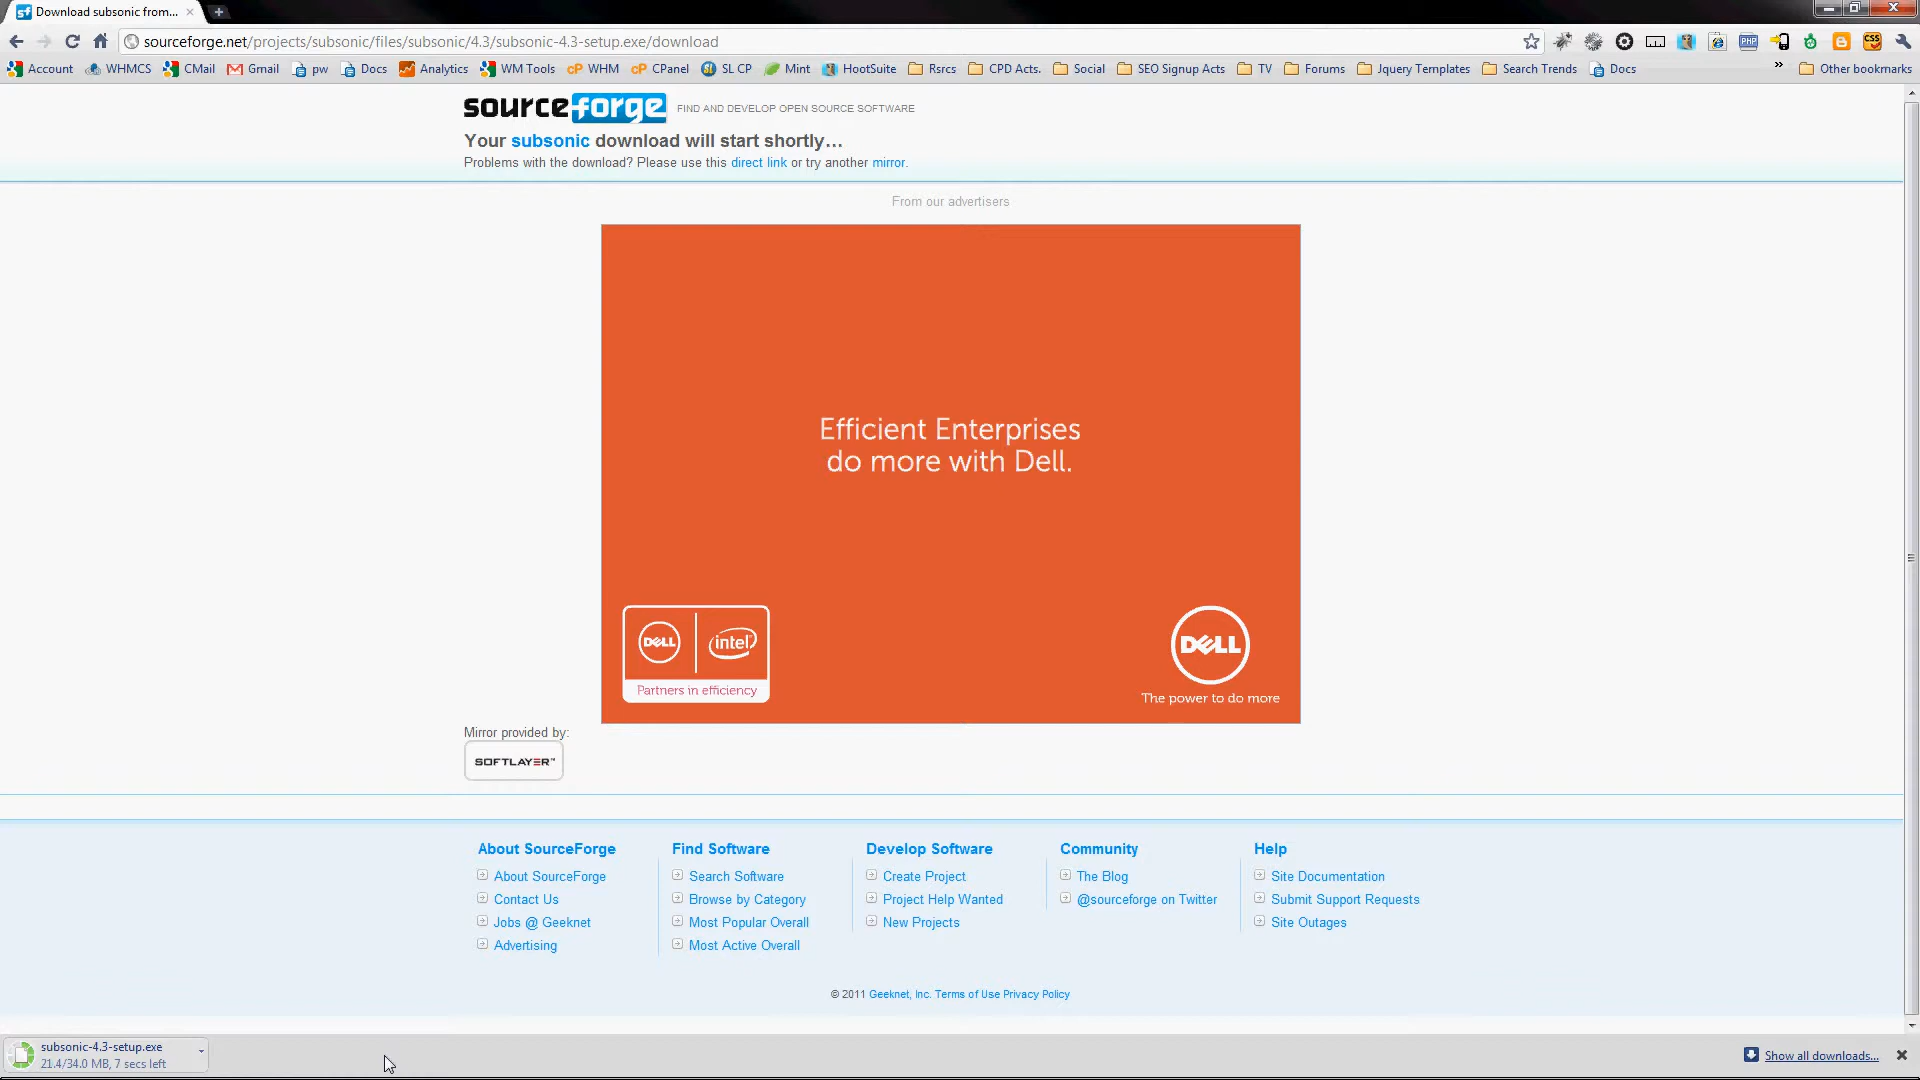 Download subsonic from...
sourceforge.net/projects/subsonic/files/subsonic/4.3/subsonic-4.3-setup.exe/download
Account WHMCS CMail Gmail pw Docs Analytics WM Tools WHM CPanel SL CP Mint HootSuite Rsrcs CPD Acts. Social SEO Signup Acts TV Forums Jquery Templates Search Trends Docs » Other bookmarks
sourceforge FIND AND DEVELOP OPEN SOURCE SOFTWARE
Your subsonic download will start shortly...
Problems with the download? Please use this direct link or try another mirror.
From our advertisers
Efficient Enterprises
do more with Dell.
DELL intel
Partners in efficiency
DELL
The power to do more
Mirror provided by:
SOFTLAYER™
About SourceForge
About SourceForge
Contact Us
Jobs @ Geeknet
Advertising
Find Software
Search Software
Browse by Category
Most Popular Overall
Most Active Overall
Develop Software
Create Project
Project Help Wanted
New Projects
Community
The Blog
@sourceforge on Twitter
Help
Site Documentation
Submit Support Requests
Site Outages
© 2011 Geeknet, Inc. Terms of Use Privacy Policy
subsonic-4.3-setup.exe
21.4/34.0 MB, 7 secs left
Show all downloads...